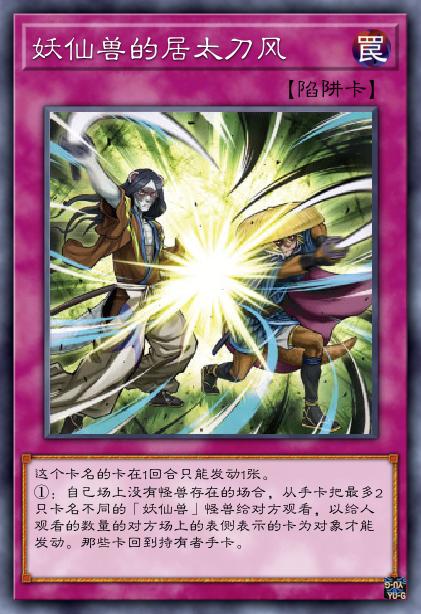 妖仙兽的居太刀风
罠
【陷阱卡】
这个卡名的卡在1回合只能发动1张。
①：自己场上没有怪兽存在的场合，从手卡把最多2
只卡名不同的「妖仙兽」怪兽给对方观看，以给人
观看的数量的对方场上的表侧表示的卡为对象才能
发动。那些卡回到持有者手卡。
YU-G